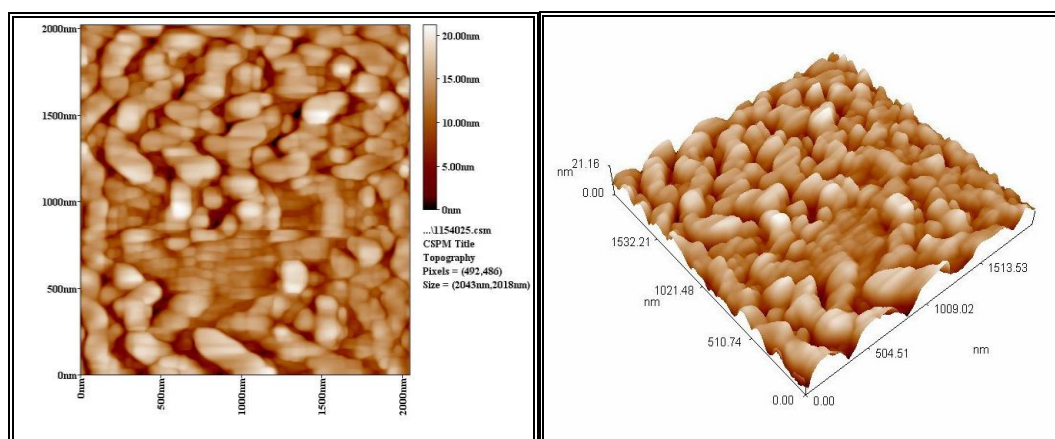 2000nm
1500nm
1000nm
500nm
0nm
0nm
500nm
1000nm
1500nm
2000nm
20.00nm
15.00nm
10.00nm
5.00nm
0nm
...\1154025.csm
CSPM Title
Topography
Pixels = (492,486)
Size = (2043nm,2018nm)
21.16
nm
0.00
1532.21
1021.48
nm
510.74
0.00
0.00
504.51
1009.02
nm
1513.53